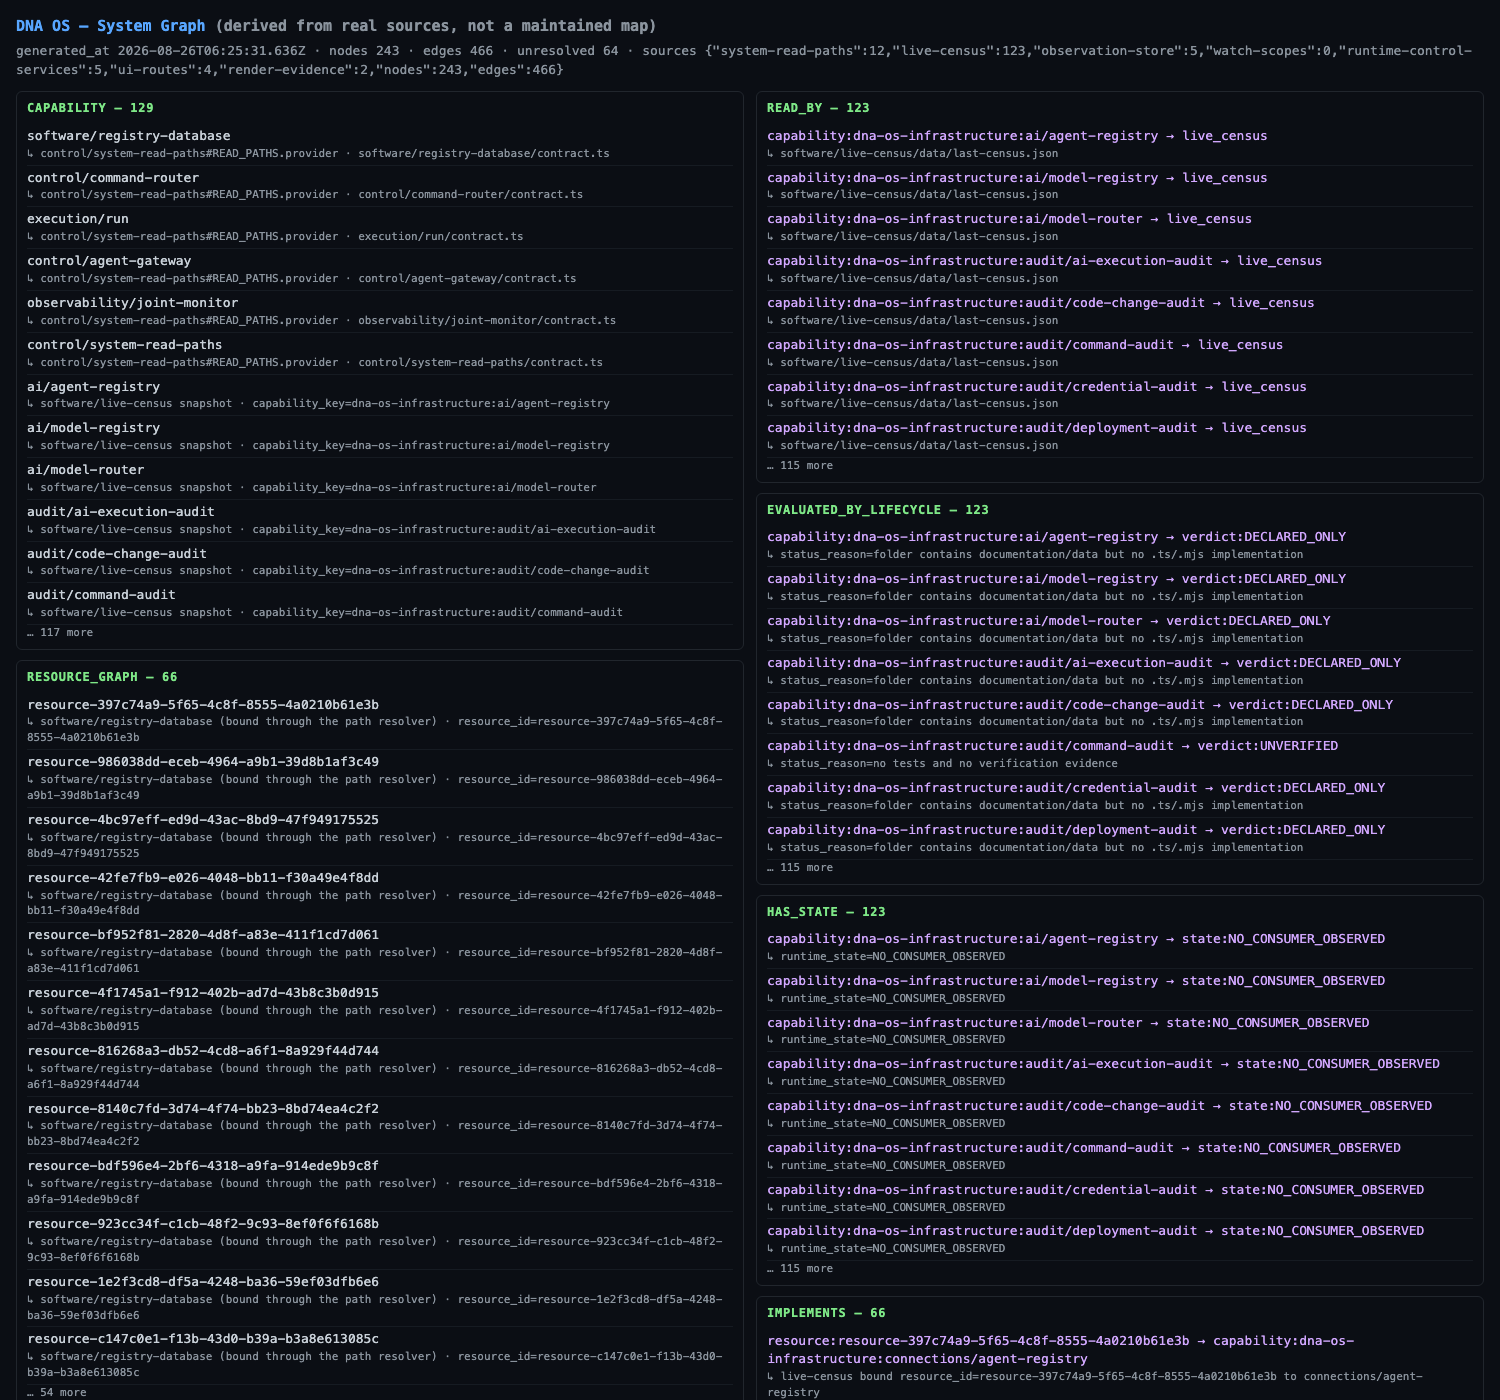 DNA OS — System Graph (derived from real sources, not a maintained map)
generated_at 2026-08-26T06:25:31.636Z · nodes 243 · edges 466 · unresolved 64 · sources {"system-read-paths":12,"live-census":123,"observation-store":5,"watch-scopes":0,"runtime-control-
services":5,"ui-routes":4,"render-evidence":2,"nodes":243,"edges":466}
CAPABILITY — 129
software/registry-database
↳ control/system-read-paths#READ_PATHS.provider · software/registry-database/contract.ts
control/command-router
↳ control/system-read-paths#READ_PATHS.provider · control/command-router/contract.ts
execution/run
↳ control/system-read-paths#READ_PATHS.provider · execution/run/contract.ts
control/agent-gateway
↳ control/system-read-paths#READ_PATHS.provider · control/agent-gateway/contract.ts
observability/joint-monitor
↳ control/system-read-paths#READ_PATHS.provider · observability/joint-monitor/contract.ts
control/system-read-paths
↳ control/system-read-paths#READ_PATHS.provider · control/system-read-paths/contract.ts
ai/agent-registry
↳ software/live-census snapshot · capability_key=dna-os-infrastructure:ai/agent-registry
ai/model-registry
↳ software/live-census snapshot · capability_key=dna-os-infrastructure:ai/model-registry
ai/model-router
↳ software/live-census snapshot · capability_key=dna-os-infrastructure:ai/model-router
audit/ai-execution-audit
↳ software/live-census snapshot · capability_key=dna-os-infrastructure:audit/ai-execution-audit
audit/code-change-audit
↳ software/live-census snapshot · capability_key=dna-os-infrastructure:audit/code-change-audit
audit/command-audit
↳ software/live-census snapshot · capability_key=dna-os-infrastructure:audit/command-audit
… 117 more
RESOURCE_GRAPH — 66
resource-397c74a9-5f65-4c8f-8555-4a0210b61e3b
↳ software/registry-database (bound through the path resolver) · resource_id=resource-397c74a9-5f65-4c8f-
8555-4a0210b61e3b
resource-986038dd-eceb-4964-a9b1-39d8b1af3c49
↳ software/registry-database (bound through the path resolver) · resource_id=resource-986038dd-eceb-4964-
a9b1-39d8b1af3c49
resource-4bc97eff-ed9d-43ac-8bd9-47f949175525
↳ software/registry-database (bound through the path resolver) · resource_id=resource-4bc97eff-ed9d-43ac-
8bd9-47f949175525
resource-42fe7fb9-e026-4048-bb11-f30a49e4f8dd
↳ software/registry-database (bound through the path resolver) · resource_id=resource-42fe7fb9-e026-4048-
bb11-f30a49e4f8dd
resource-bf952f81-2820-4d8f-a83e-411f1cd7d061
↳ software/registry-database (bound through the path resolver) · resource_id=resource-bf952f81-2820-4d8f-
a83e-411f1cd7d061
resource-4f1745a1-f912-402b-ad7d-43b8c3b0d915
↳ software/registry-database (bound through the path resolver) · resource_id=resource-4f1745a1-f912-402b-
ad7d-43b8c3b0d915
resource-816268a3-db52-4cd8-a6f1-8a929f44d744
↳ software/registry-database (bound through the path resolver) · resource_id=resource-816268a3-db52-4cd8-
a6f1-8a929f44d744
resource-8140c7fd-3d74-4f74-bb23-8bd74ea4c2f2
↳ software/registry-database (bound through the path resolver) · resource_id=resource-8140c7fd-3d74-4f74-
bb23-8bd74ea4c2f2
resource-bdf596e4-2bf6-4318-a9fa-914ede9b9c8f
↳ software/registry-database (bound through the path resolver) · resource_id=resource-bdf596e4-2bf6-4318-
a9fa-914ede9b9c8f
resource-923cc34f-c1cb-48f2-9c93-8ef0f6f6168b
↳ software/registry-database (bound through the path resolver) · resource_id=resource-923cc34f-c1cb-48f2-
9c93-8ef0f6f6168b
resource-1e2f3cd8-df5a-4248-ba36-59ef03dfb6e6
↳ software/registry-database (bound through the path resolver) · resource_id=resource-1e2f3cd8-df5a-4248-
ba36-59ef03dfb6e6
resource-c147c0e1-f13b-43d0-b39a-b3a8e613085c
↳ software/registry-database (bound through the path resolver) · resource_id=resource-c147c0e1-f13b-43d0-
b39a-b3a8e613085c
… 54 more
READ_BY — 123
capability:dna-os-infrastructure:ai/agent-registry → live_census
↳ software/live-census/data/last-census.json
capability:dna-os-infrastructure:ai/model-registry → live_census
↳ software/live-census/data/last-census.json
capability:dna-os-infrastructure:ai/model-router → live_census
↳ software/live-census/data/last-census.json
capability:dna-os-infrastructure:audit/ai-execution-audit → live_census
↳ software/live-census/data/last-census.json
capability:dna-os-infrastructure:audit/code-change-audit → live_census
↳ software/live-census/data/last-census.json
capability:dna-os-infrastructure:audit/command-audit → live_census
↳ software/live-census/data/last-census.json
capability:dna-os-infrastructure:audit/credential-audit → live_census
↳ software/live-census/data/last-census.json
capability:dna-os-infrastructure:audit/deployment-audit → live_census
↳ software/live-census/data/last-census.json
… 115 more
EVALUATED_BY_LIFECYCLE — 123
capability:dna-os-infrastructure:ai/agent-registry → verdict:DECLARED_ONLY
↳ status_reason=folder contains documentation/data but no .ts/.mjs implementation
capability:dna-os-infrastructure:ai/model-registry → verdict:DECLARED_ONLY
↳ status_reason=folder contains documentation/data but no .ts/.mjs implementation
capability:dna-os-infrastructure:ai/model-router → verdict:DECLARED_ONLY
↳ status_reason=folder contains documentation/data but no .ts/.mjs implementation
capability:dna-os-infrastructure:audit/ai-execution-audit → verdict:DECLARED_ONLY
↳ status_reason=folder contains documentation/data but no .ts/.mjs implementation
capability:dna-os-infrastructure:audit/code-change-audit → verdict:DECLARED_ONLY
↳ status_reason=folder contains documentation/data but no .ts/.mjs implementation
capability:dna-os-infrastructure:audit/command-audit → verdict:UNVERIFIED
↳ status_reason=no tests and no verification evidence
capability:dna-os-infrastructure:audit/credential-audit → verdict:DECLARED_ONLY
↳ status_reason=folder contains documentation/data but no .ts/.mjs implementation
capability:dna-os-infrastructure:audit/deployment-audit → verdict:DECLARED_ONLY
↳ status_reason=folder contains documentation/data but no .ts/.mjs implementation
… 115 more
HAS_STATE — 123
capability:dna-os-infrastructure:ai/agent-registry → state:NO_CONSUMER_OBSERVED
↳ runtime_state=NO_CONSUMER_OBSERVED
capability:dna-os-infrastructure:ai/model-registry → state:NO_CONSUMER_OBSERVED
↳ runtime_state=NO_CONSUMER_OBSERVED
capability:dna-os-infrastructure:ai/model-router → state:NO_CONSUMER_OBSERVED
↳ runtime_state=NO_CONSUMER_OBSERVED
capability:dna-os-infrastructure:audit/ai-execution-audit → state:NO_CONSUMER_OBSERVED
↳ runtime_state=NO_CONSUMER_OBSERVED
capability:dna-os-infrastructure:audit/code-change-audit → state:NO_CONSUMER_OBSERVED
↳ runtime_state=NO_CONSUMER_OBSERVED
capability:dna-os-infrastructure:audit/command-audit → state:NO_CONSUMER_OBSERVED
↳ runtime_state=NO_CONSUMER_OBSERVED
capability:dna-os-infrastructure:audit/credential-audit → state:NO_CONSUMER_OBSERVED
↳ runtime_state=NO_CONSUMER_OBSERVED
capability:dna-os-infrastructure:audit/deployment-audit → state:NO_CONSUMER_OBSERVED
↳ runtime_state=NO_CONSUMER_OBSERVED
… 115 more
IMPLEMENTS — 66
resource:resource-397c74a9-5f65-4c8f-8555-4a0210b61e3b → capability:dna-os-
infrastructure:connections/agent-registry
↳ live-census bound resource_id=resource-397c74a9-5f65-4c8f-8555-4a0210b61e3b to connections/agent-
registry